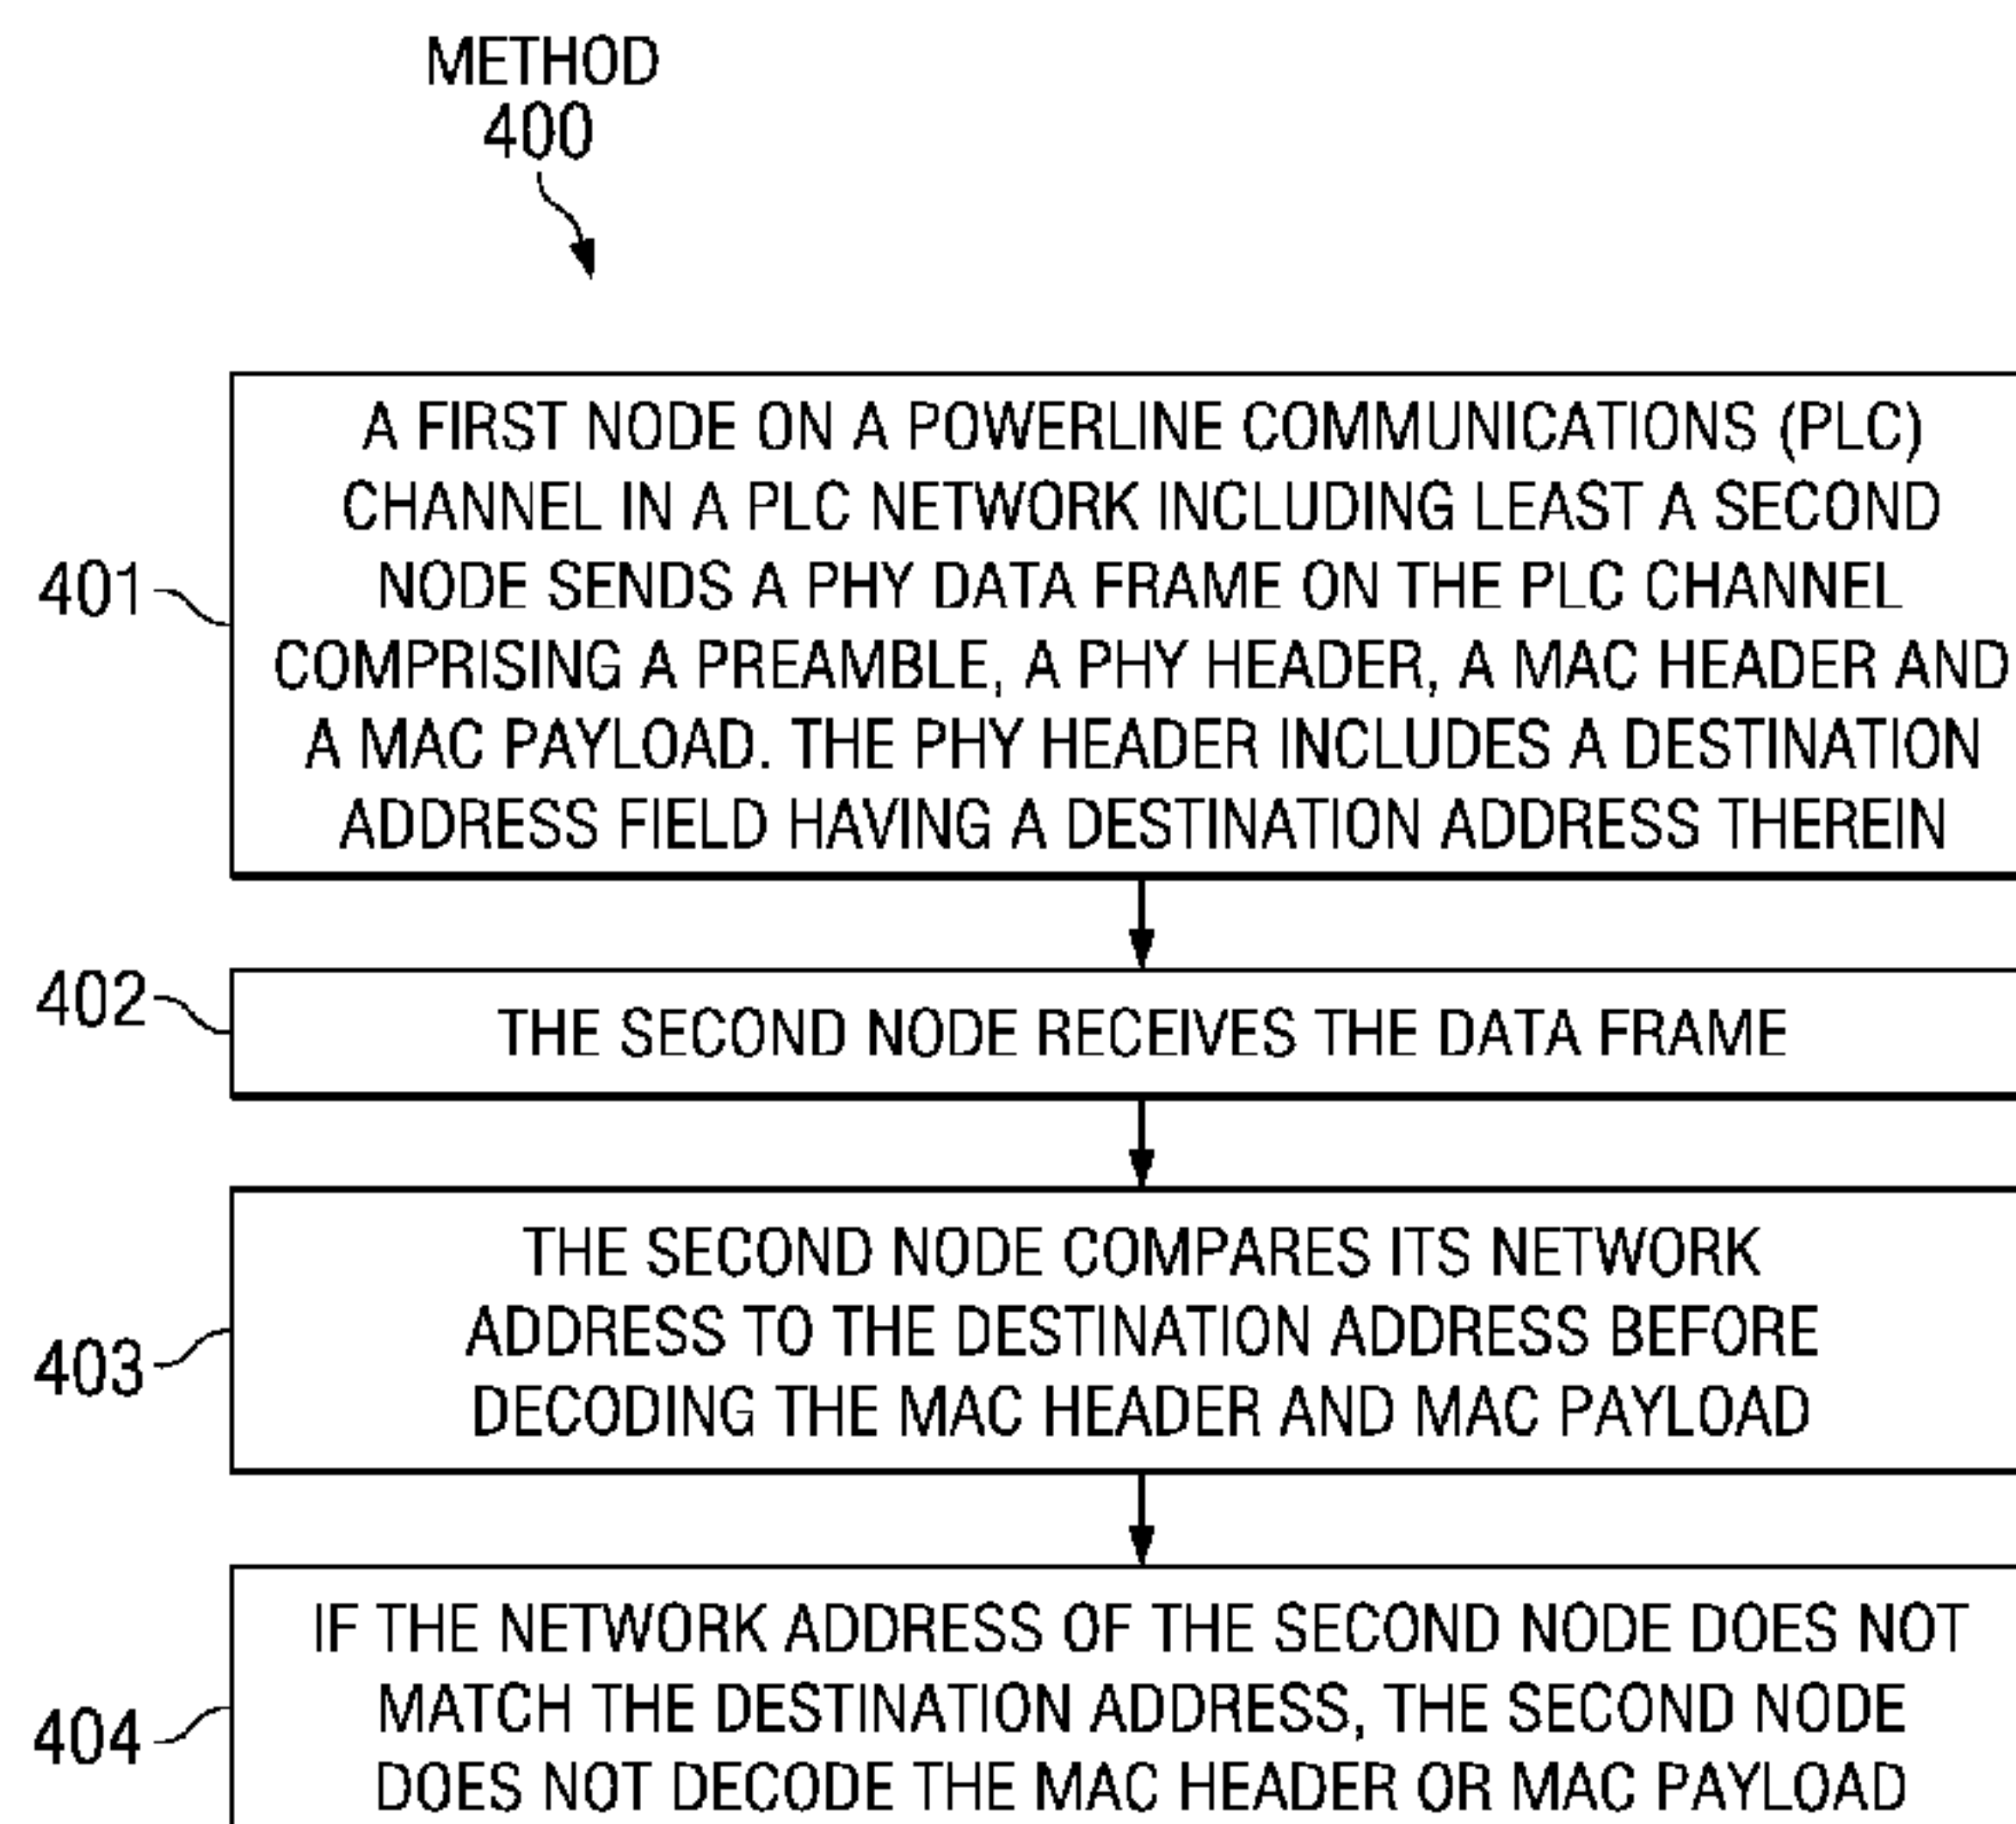 METHOD
400
401
A FIRST NODE ON A POWERLINE COMMUNICATIONS (PLC)
CHANNEL IN A PLC NETWORK INCLUDING LEAST A SECOND
NODE SENDS A PHY DATA FRAME ON THE PLC CHANNEL
COMPRISING A PREAMBLE, A PHY HEADER, A MAC HEADER AND
A MAC PAYLOAD. THE PHY HEADER INCLUDES A DESTINATION
ADDRESS FIELD HAVING A DESTINATION ADDRESS THEREIN
402
THE SECOND NODE RECEIVES THE DATA FRAME
403
THE SECOND NODE COMPARES ITS NETWORK
ADDRESS TO THE DESTINATION ADDRESS BEFORE
DECODING THE MAC HEADER AND MAC PAYLOAD
404
IF THE NETWORK ADDRESS OF THE SECOND NODE DOES NOT
MATCH THE DESTINATION ADDRESS, THE SECOND NODE
DOES NOT DECODE THE MAC HEADER OR MAC PAYLOAD